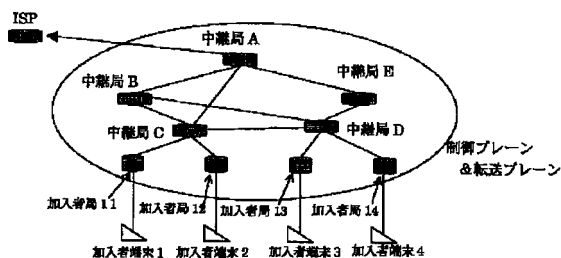 ISP
中継局 A
中継局 B
中継局 E
中継局 C
中継局 D
制御プレーン
&転送プレーン
加入者局 11
加入者局 12
加入者局 13
加入者局 14
加入者端末 1
加入者端末 2
加入者端末 3
加入者端末 4